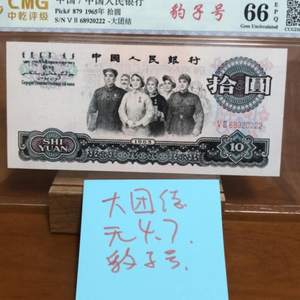 CMG
中乾评级
中国 / 中国人民银行
Pick# 879 1965年 拾圆
S/N V II 68920222 - 大团结
豹子号
66
EPQ
Gem Uncirculated
中国人民银行
拾圆
VII 68920222
SHI YUAN
1965
10
大团结
无4.7.
豹子号.